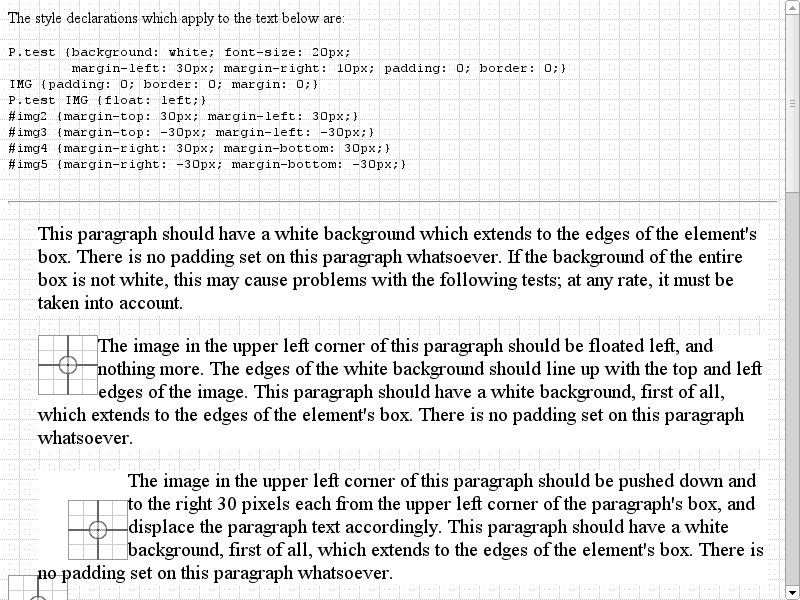 The style declarations which apply to the text below are:
P.test {background: white; font-size: 20px;
margin-left: 30px; margin-right: 10px; padding: 0; border: 0;}
IMG {padding: 0; border: 0; margin: 0;}
P.test IMG {float: left;}
#img2 {margin-top: 30px; margin-left: 30px;}
#img3 {margin-top: -30px; margin-left: -30px;}
#img4 {margin-right: 30px; margin-bottom: 30px;}
#img5 {margin-right: -30px; margin-bottom: -30px;}
This paragraph should have a white background which extends to the edges of the element's
box. There is no padding set on this paragraph whatsoever. If the background of the entire
box is not white, this may cause problems with the following tests; at any rate, it must be
taken into account.
The image in the upper left corner of this paragraph should be floated left, and
nothing more. The edges of the white background should line up with the top and left
edges of the image. This paragraph should have a white background, first of all,
which extends to the edges of the element's box. There is no padding set on this paragraph
whatsoever.
The image in the upper left corner of this paragraph should be pushed down and
to the right 30 pixels each from the upper left corner of the paragraph's box, and
displace the paragraph text accordingly. This paragraph should have a white
background, first of all, which extends to the edges of the element's box. There is
no padding set on this paragraph whatsoever.